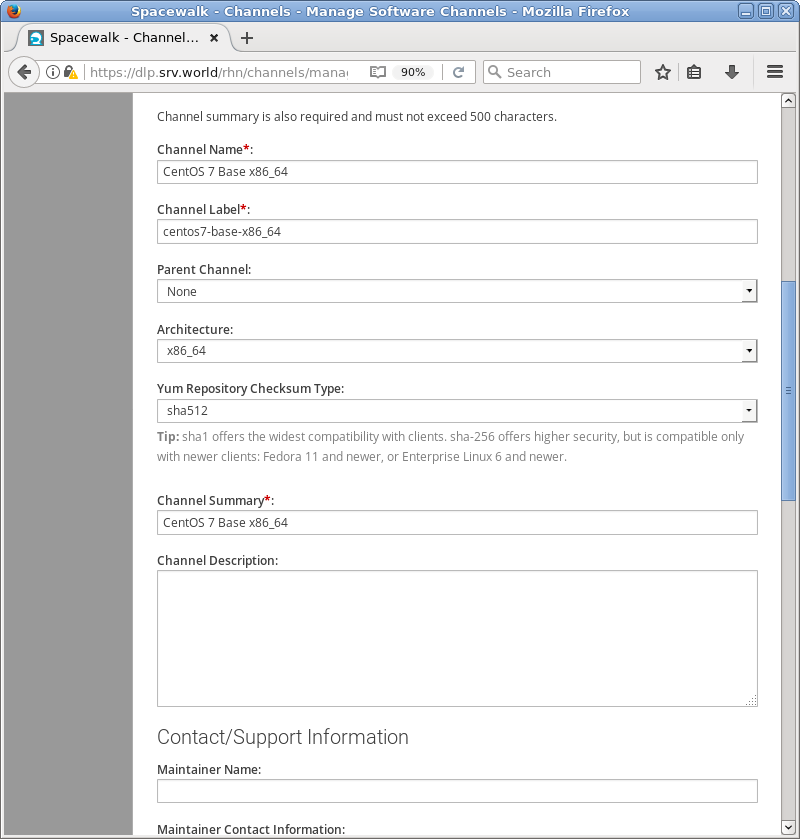 Spacewalk - Channels - Manage Software Channels - Mozilla Firefox
Spacewalk - Channel...
https://dlp.srv.world/rhn/channels/mana
90%
Search
Channel summary is also required and must not exceed 500 characters.
Channel Name*:
CentOS 7 Base x86_64
Channel Label*:
centos7-base-x86_64
Parent Channel:
None
Architecture:
x86_64
Yum Repository Checksum Type:
sha512
Tip: sha1 offers the widest compatibility with clients. sha-256 offers higher security, but is compatible only
with newer clients: Fedora 11 and newer, or Enterprise Linux 6 and newer.
Channel Summary*:
CentOS 7 Base x86_64
Channel Description:
Contact/Support Information
Maintainer Name:
Maintainer Contact Information: